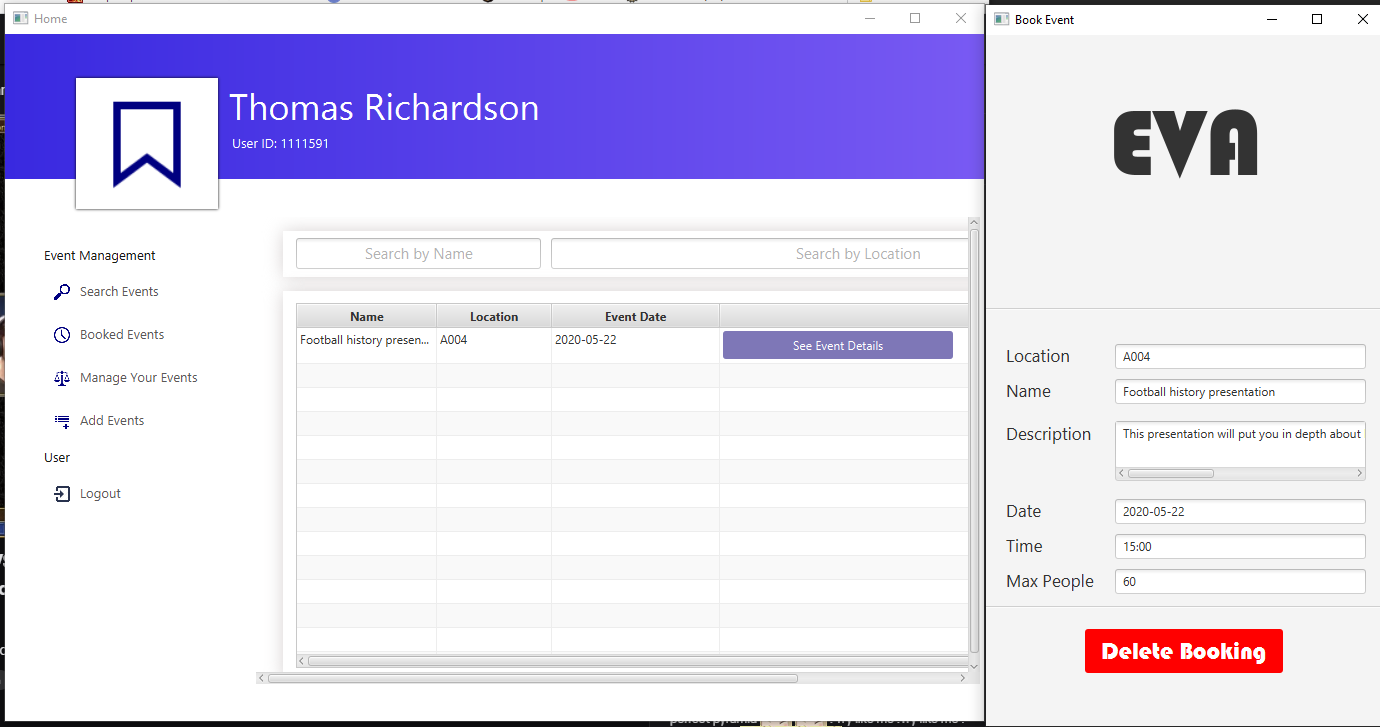 Home
Thomas Richardson
User ID: 1111591
Event Management
Search Events
Booked Events
Manage Your Events
Add Events
User
Logout
Search by Name Search by Location
Name Location Event Date
Football history presen... A004 2020-05-22 See Event Details
Book Event
EVA
Location A004
Name Football history presentation
Description This presentation will put you in depth about
Date 2020-05-22
Time 15:00
Max People 60
Delete Booking